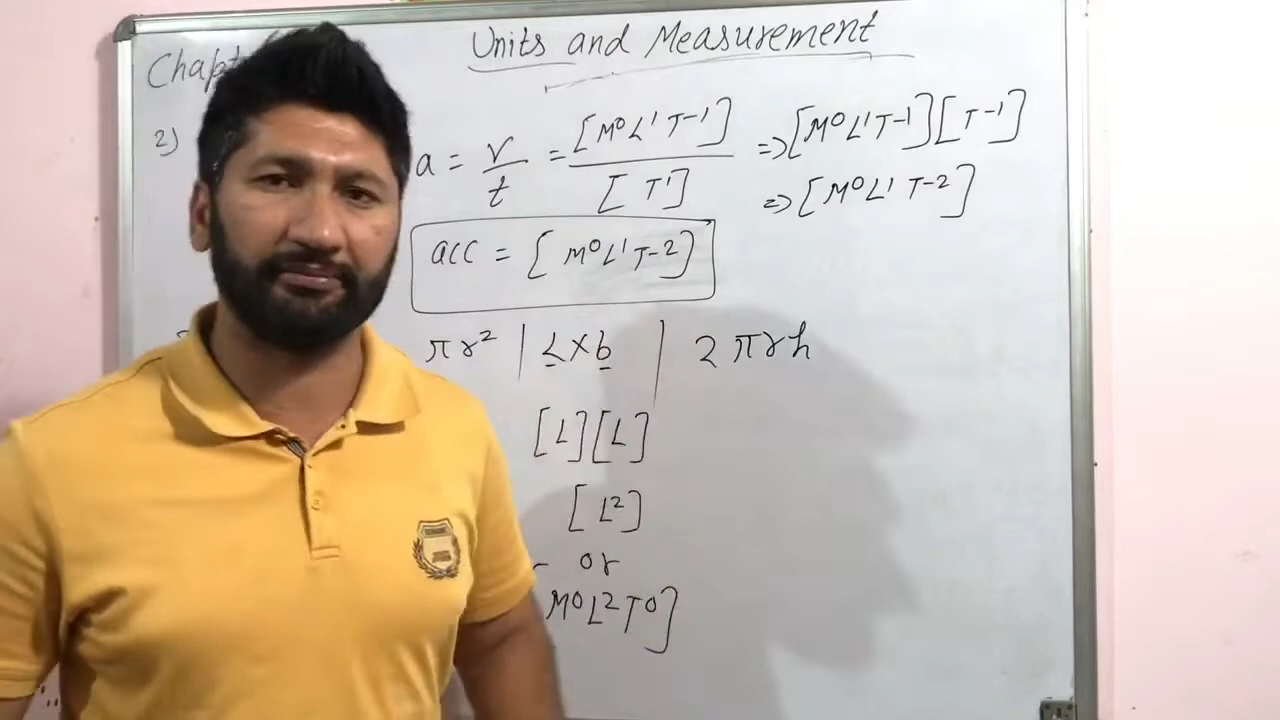 Units and Measurement
Chapt
2)
a = v/t = [M⁰L¹T-1]/[T¹] => [M⁰L¹T-1][T-1]
=> [M⁰L¹T-2]
acc = [M⁰L¹T-2]
πr² | L×b | 2πrh
[L][L]
[L²]
or
M⁰L²T⁰]